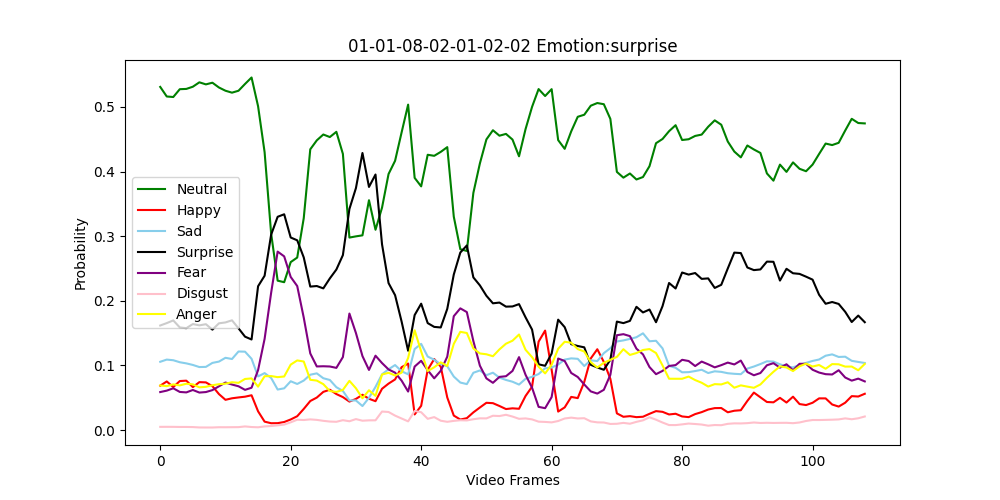 01-01-08-02-01-02-02 Emotion:surprise
Probability
0.5
0.4
0.3
0.2
0.1
0.0
Neutral
Happy
Sad
Surprise
Fear
Disgust
Anger
0 20 40 60 80 100
Video Frames